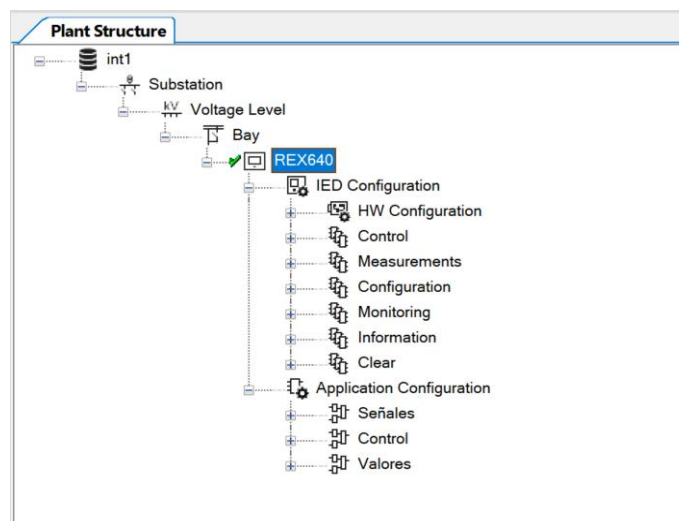 Plant Structure
int1
Substation
kV Voltage Level
Bay
REX640
IED Configuration
HW Configuration
Control
Measurements
Configuration
Monitoring
Information
Clear
Application Configuration
Señales
Control
Valores